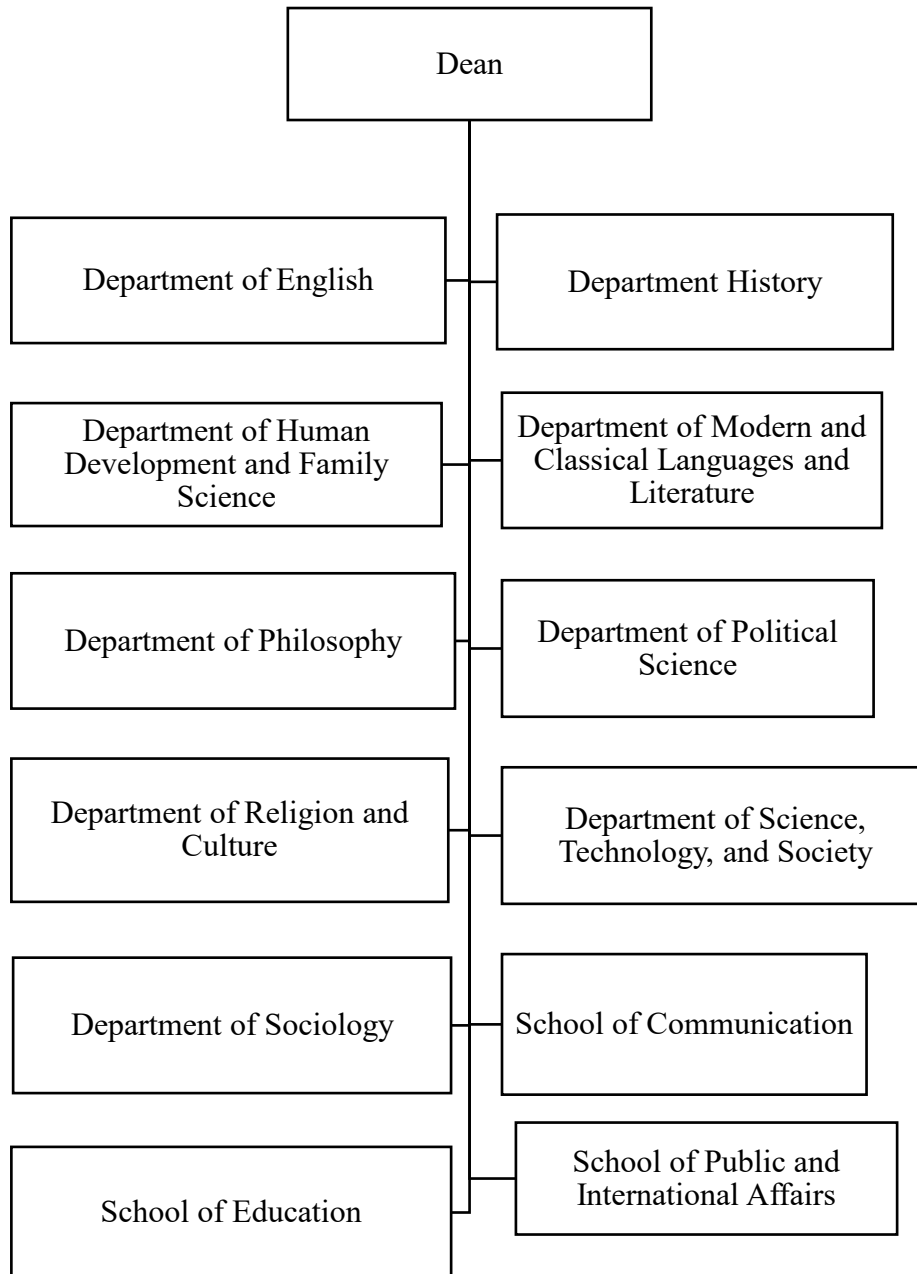 Dean
Department of English
Department History
Department of Human
Development and Family
Science
Department of Modern and
Classical Languages and
Literature
Department of Philosophy
Department of Political
Science
Department of Religion and
Culture
Department of Science,
Technology, and Society
Department of Sociology
School of Communication
School of Education
School of Public and
International Affairs